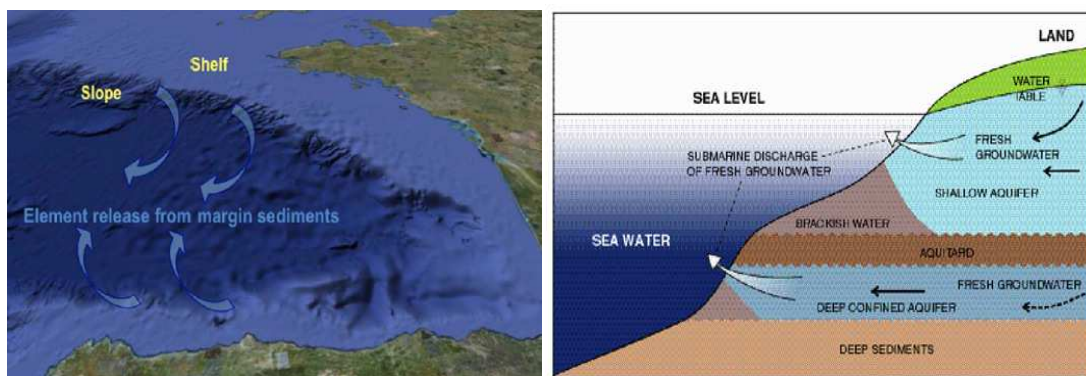 Shelf
Slope
Element release from margin sediments
LAND
WATER
TABLE
SEA LEVEL
SUBMARINE DISCHARGE
OF FRESH GROUNDWATER
FRESH
GROUNDWATER
SHALLOW AQUIFER
BRACKISH WATER
SEA WATER
AQUITARD
FRESH GROUNDWATER
DEEP CONFINED AQUIFER
DEEP SEDIMENTS